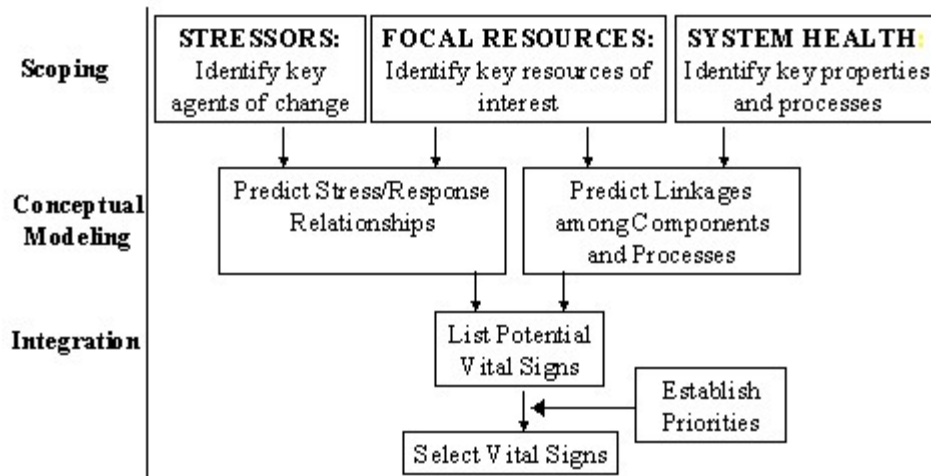 Scoping
STRESSORS:
Identify key
agents of change
FOCAL RESOURCES:
Identify key resources of
interest
SYSTEM HEALTH:
Identify key properties
and processes
Conceptual
Modeling
Predict Stress/Response
Relationships
Predict Linkages
among Components
and Processes
Integration
List Potential
Vital Signs
Establish
Priorities
Select Vital Signs